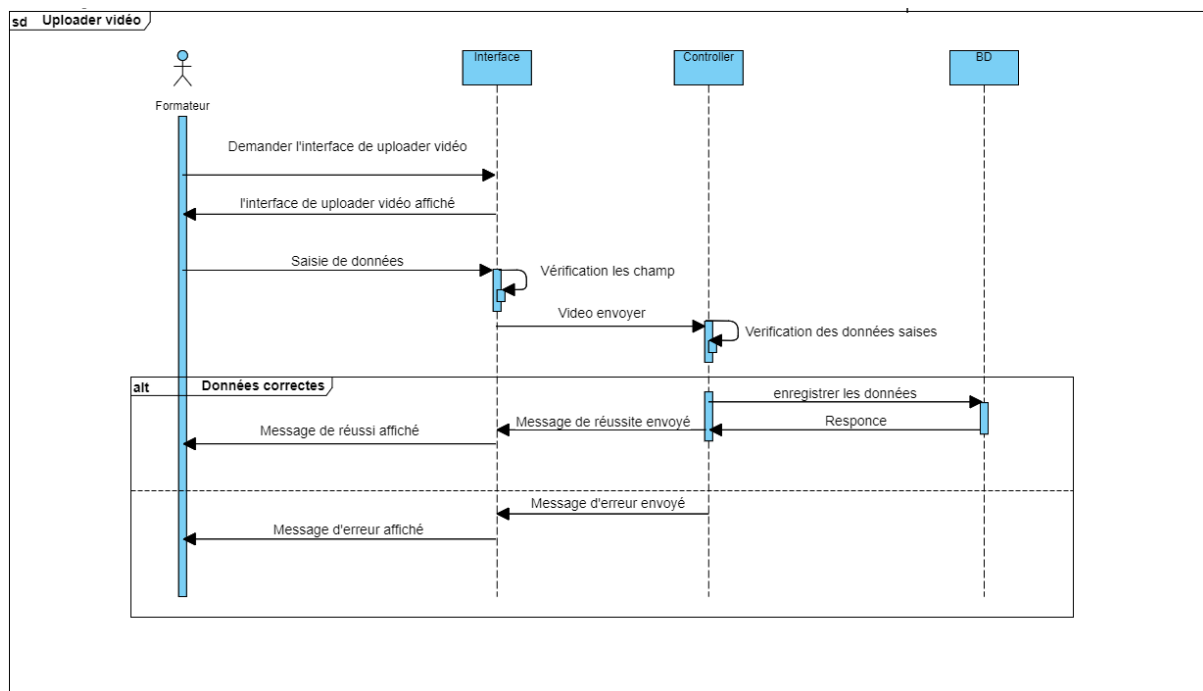 sd Uploader vidéo
Interface
Controller
BD
Formateur
Demander l'interface de uploader vidéo
l'interface de uploader vidéo affiché
Saisie de données
Vérification les champ
Video envoyer
Verification des données saises
alt Données correctes
enregistrer les données
Message de réussite envoyé
Responce
Message de réussi affiché
Message d'erreur envoyé
Message d'erreur affiché